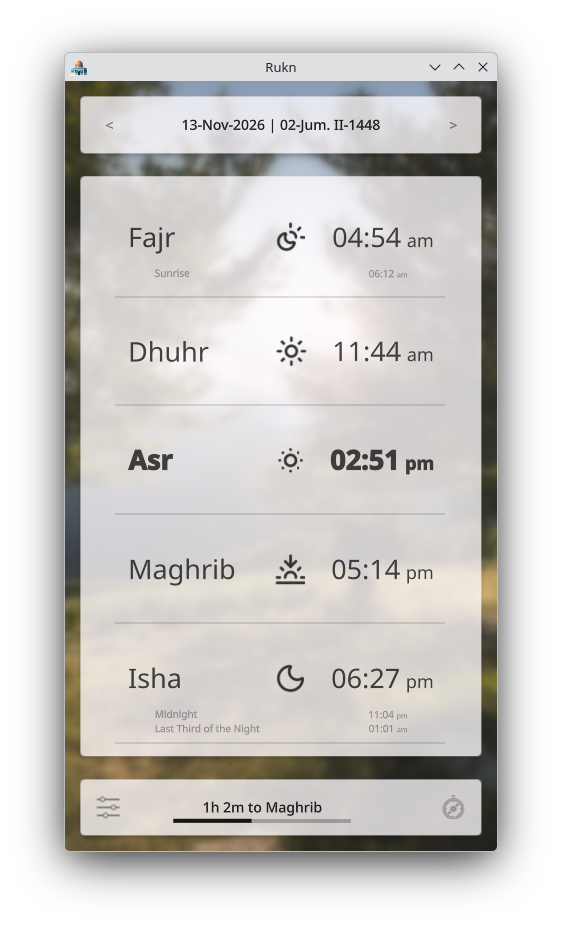 Rukn
< 13-Nov-2026 | 02-Jum. II-1448 >
Fajr 04:54 am
Sunrise 06:12 am
Dhuhr 11:44 am
Asr 02:51 pm
Maghrib 05:14 pm
Isha 06:27 pm
Midnight 11:04 pm
Last Third of the Night 01:01 am
1h 2m to Maghrib